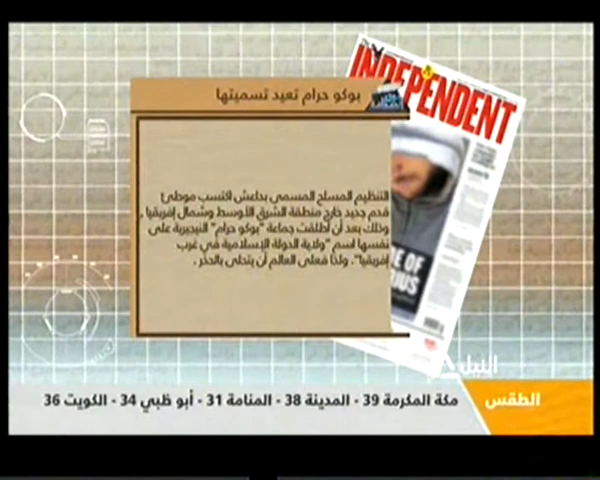 INDEPENDENT
بوكو حرام تعيد تسميتها
التنظيم المسلح المسمى بداعش اكتسب موطئ
قدم جديد خارج منطقة الشرق الأوسط وشمال إفريقيا .
وذلك بعد أن أطلقت جماعة "بوكو حرام" النيجيرية على
نفسها اسم "ولاية الدولة الإسلامية في غرب
إفريقيا". ولذا فعلى العالم أن يتحلى بالحذر .
النيل
الطقس
مكة المكرمة 39 - المدينة 38 - المنامة 31 - أبو ظبي 34 - الكويت 36